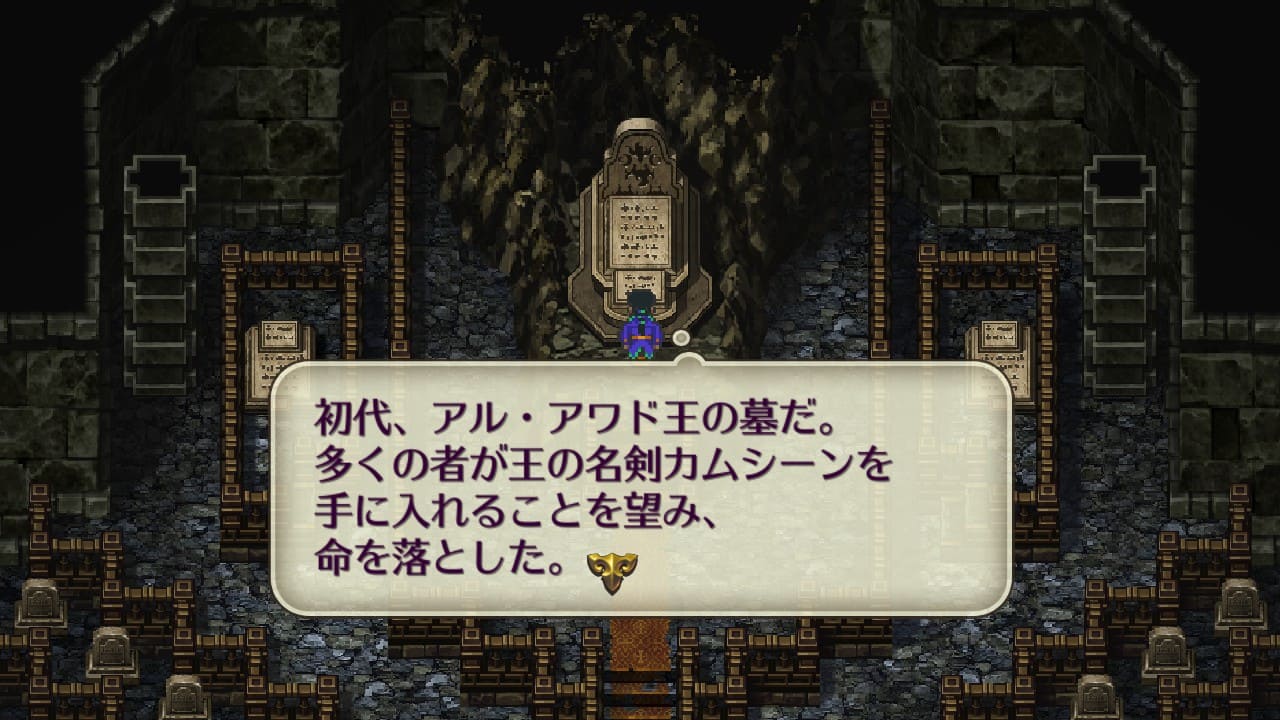 初代、アル・アワド王の墓だ。
多くの者が王の名剣カムシーンを
手に入れることを望み、
命を落とした。